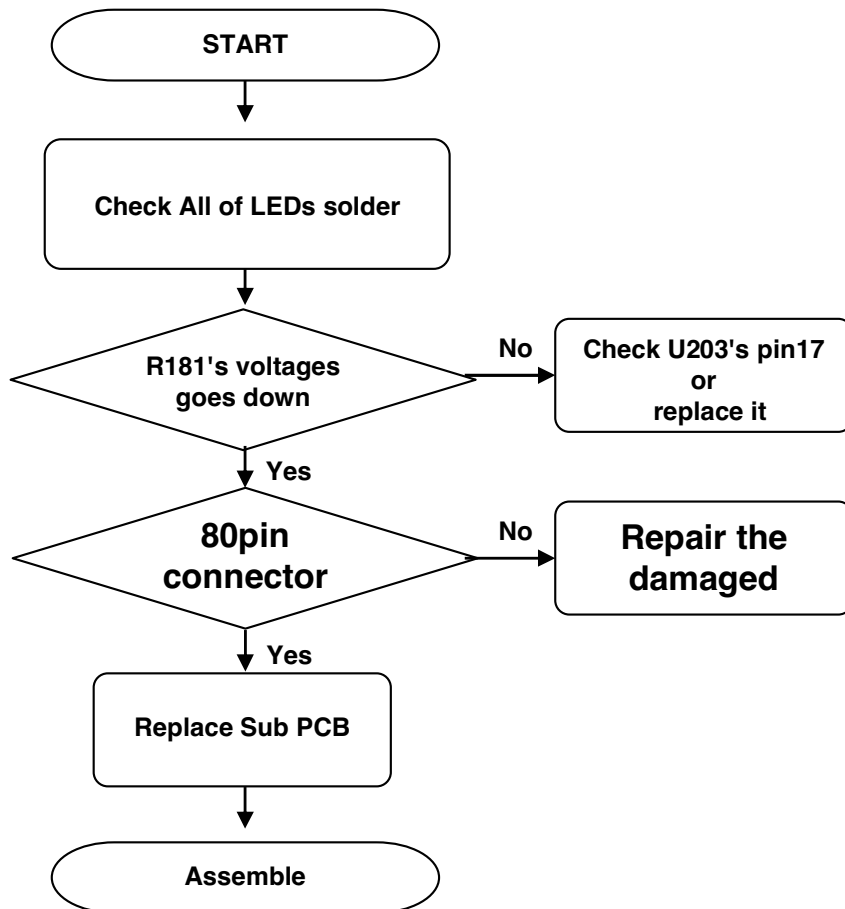 START
Check All of LEDs solder
R181's voltages
goes down
No
Check U203's pin17
or
replace it
Yes
80pin
connector
No
Repair the
damaged
Yes
Replace Sub PCB
Assemble